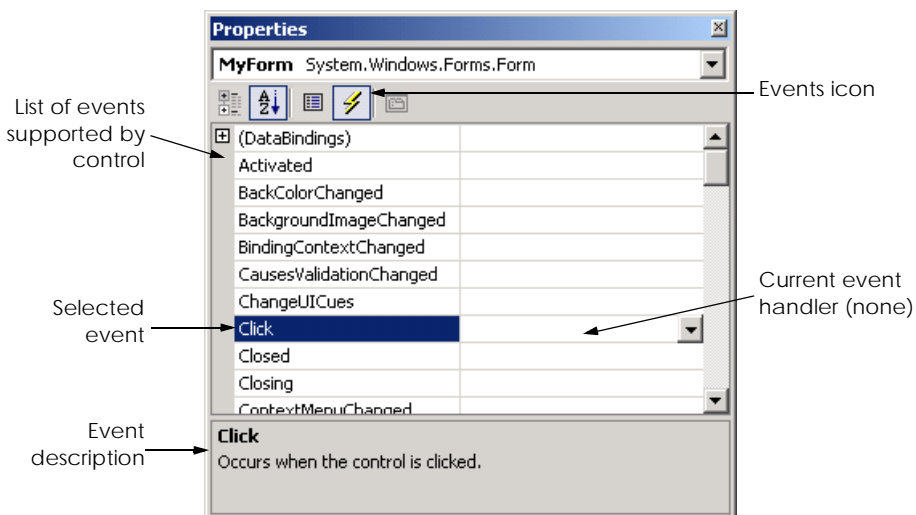 Properties
MyForm System.Windows.Forms.Form
Events icon
A
Z
List of events
supported by
control
(DataBindings)
Activated
BackColorChanged
BackgroundImageChanged
BindingContextChanged
CausesValidationChanged
ChangeUICues
Current event
handler (none)
Selected
event
Click
Closed
Closing
ContextMenuChanged
Event
description
Click
Occurs when the control is clicked.